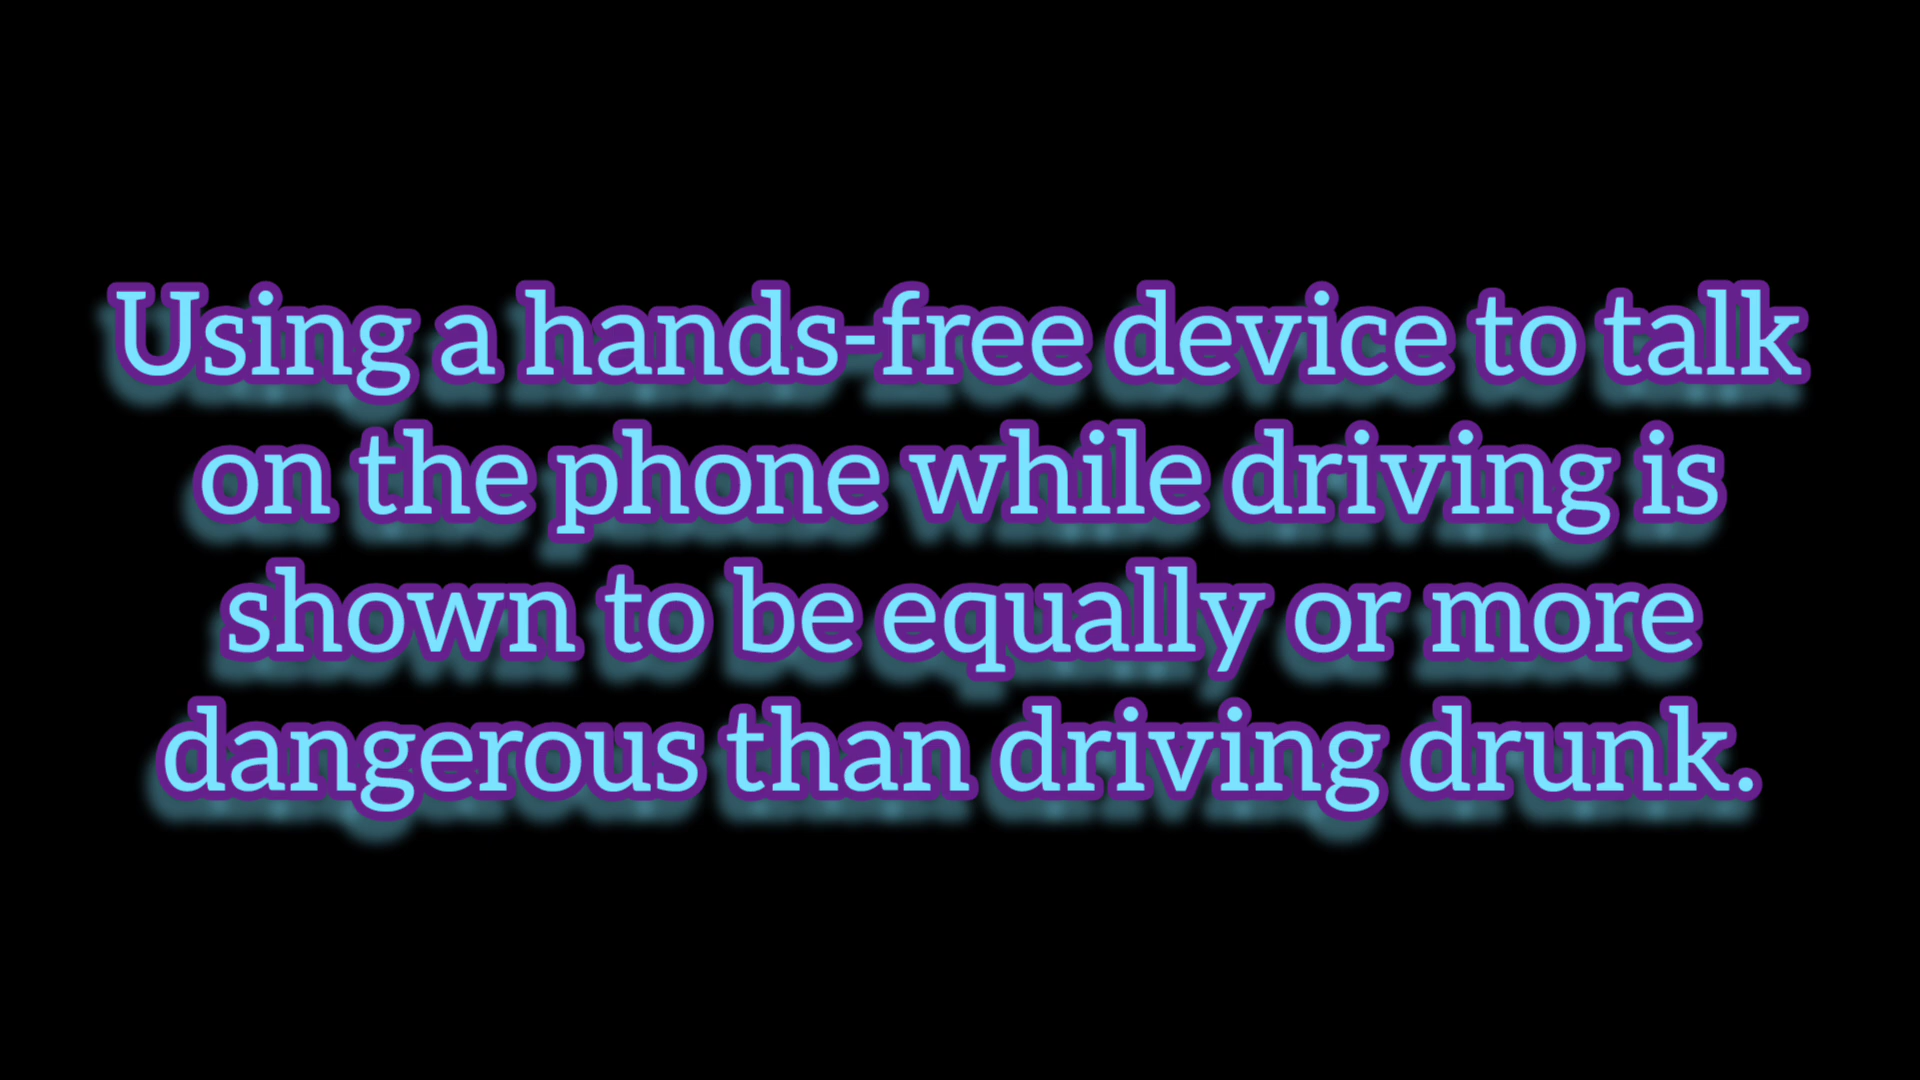 Using a hands-free device to talk
on the phone while driving is
shown to be equally or more
dangerous than driving drunk.